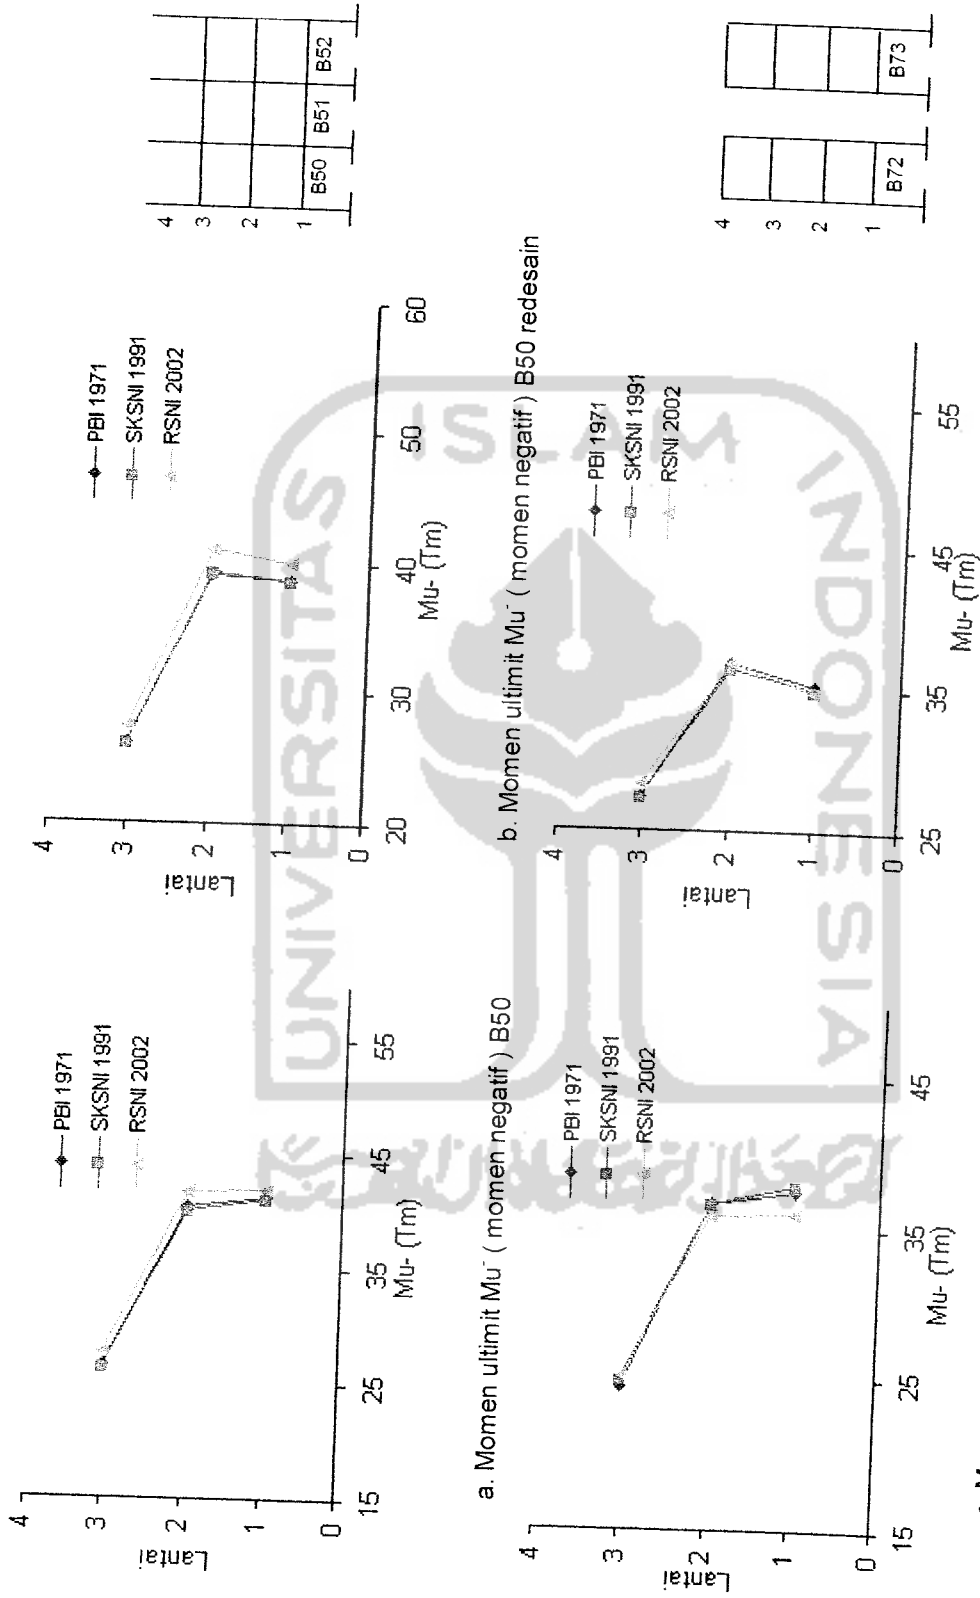 4
3
2
1
0
Lantai
15
25
35
45
55
Mu- (Tm)
PBI 1971
SKSNI 1991
RSNI 2002
a. Momen ultimit Mu⁻ ( momen negatif ) B50
4
3
2
1
0
Lantai
20
30
40
50
60
Mu- (Tm)
PBI 1971
SKSNI 1991
RSNI 2002
b. Momen ultimit Mu⁻ ( momen negatif ) B50 redesain
4
3
2
1
B50 B51 B52
4
3
2
1
0
Lantai
15
25
35
45
Mu- (Tm)
PBI 1971
SKSNI 1991
RSNI 2002
4
3
2
1
0
Lantai
25
35
45
55
Mu- (Tm)
PBI 1971
SKSNI 1991
RSNI 2002
4
3
2
1
B72 B73
UNIVERSITAS
ISLAM
INDONESIA